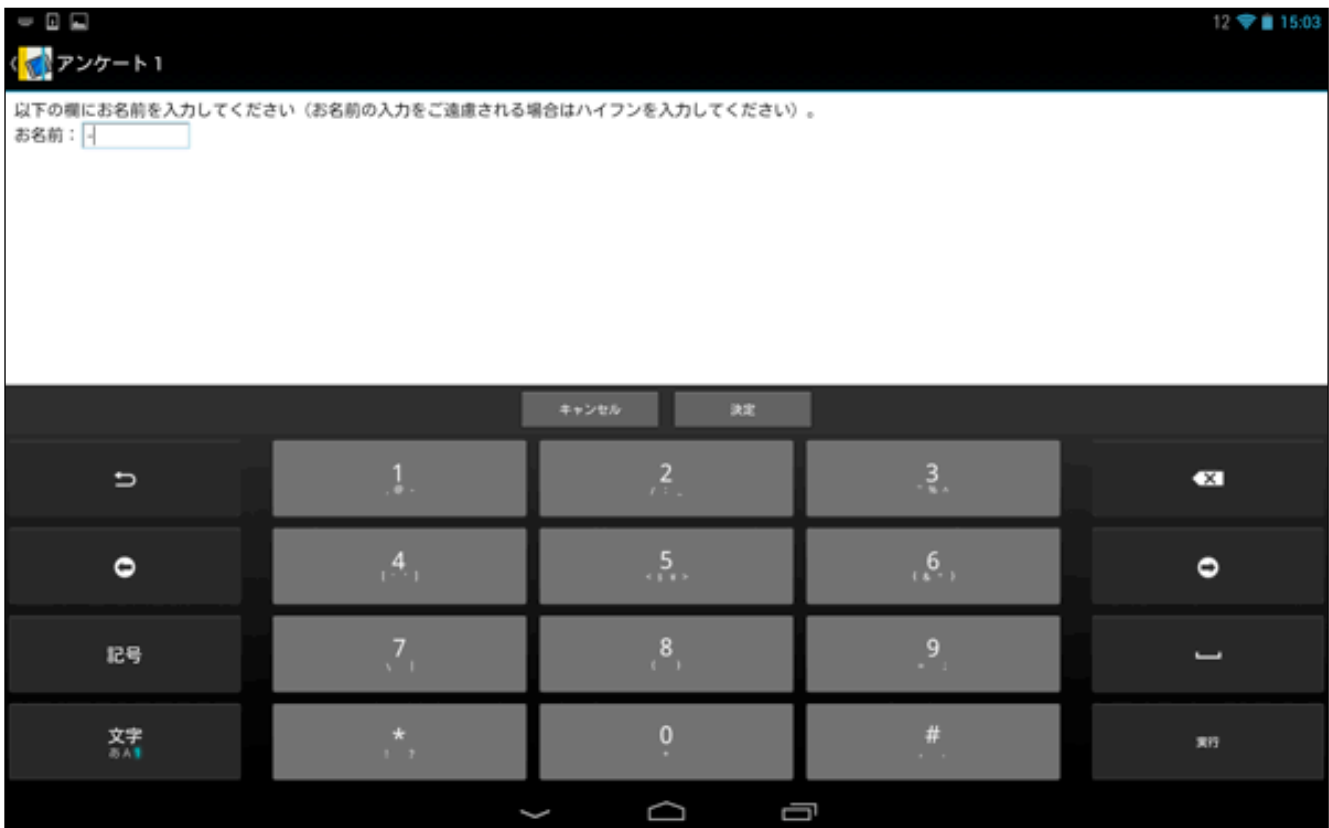 12 15:03
アンケート 1
以下の欄にお名前を入力してください（お名前の入力をご遠慮される場合はハイフンを入力してください）。
お名前：-
キャンセル 決定
1 2 3
4 5 6
記号 7 8 9
文字 * 0 #  実行
あA1